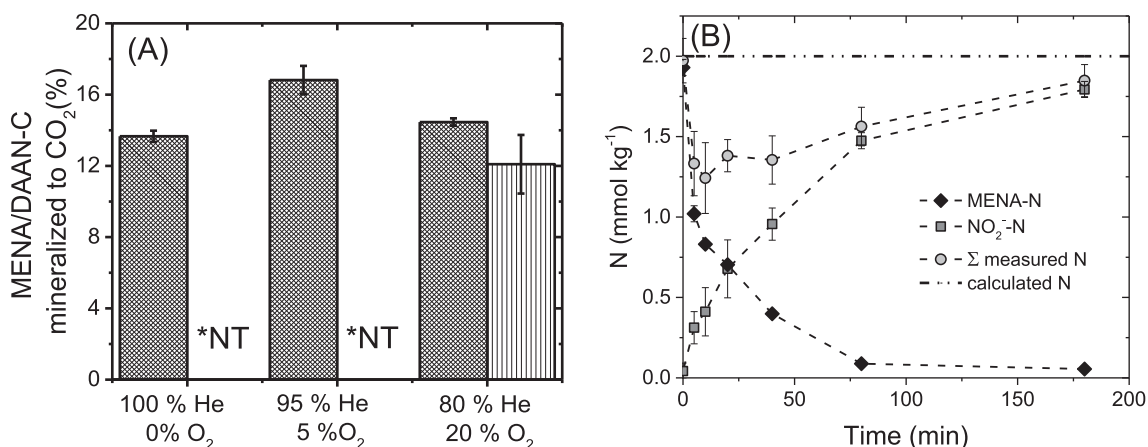 (A)
MENA/DAAN-C
mineralized to CO₂(%)
20
16
12
8
4
0
*NT
*NT
100 % He
0% O₂
95 % He
5 %O₂
80 % He
20 % O₂
(B)
N (mmol kg⁻¹)
2.0
1.5
1.0
0.5
0.0
MENA-N
NO₂⁻-N
Σ measured N
calculated N
0
50
100
150
200
Time (min)